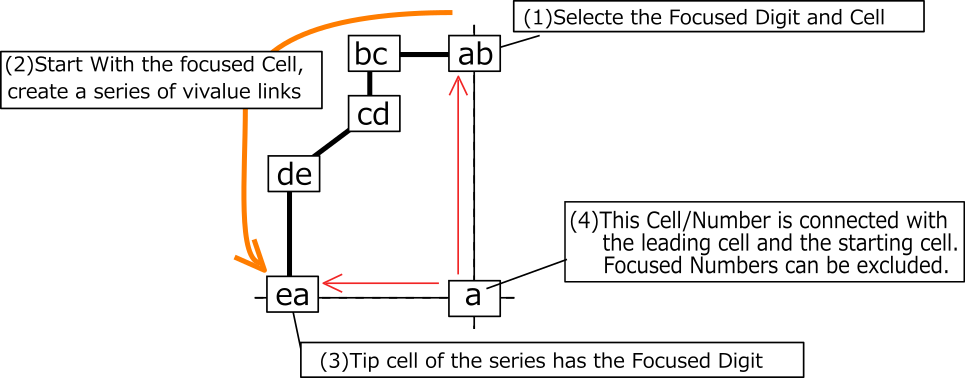 (1)Selecte the Focused Digit and Cell
bc
ab
(2)Start With the focused Cell,
create a series of vivalue links
cd
de
(4)This Cell/Number is connected with
the leading cell and the starting cell.
Focused Numbers can be excluded.
ea
a
(3)Tip cell of the series has the Focused Digit